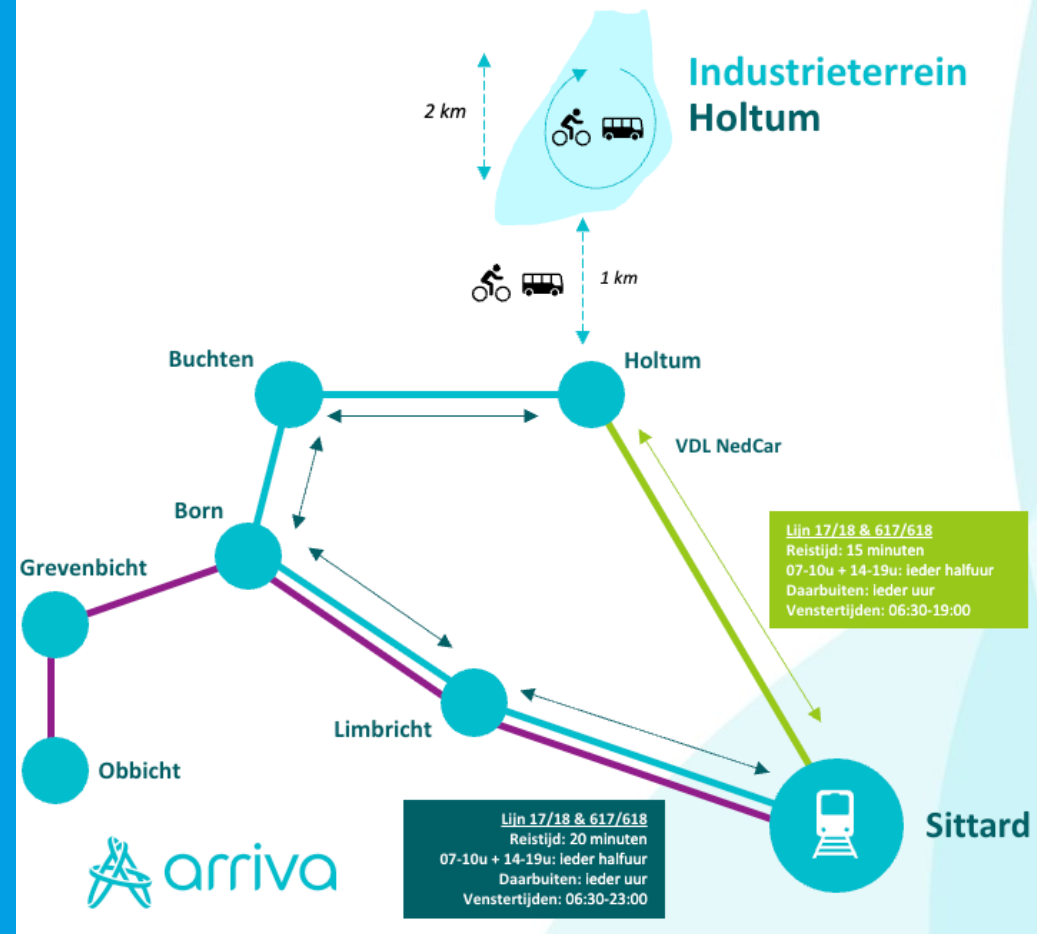 Industrieterrein
Holtum
2 km
1 km
Buchten
Holtum
VDL NedCar
Born
Lijn 17/18 & 617/618
Reistijd: 15 minuten
07-10u + 14-19u: ieder halfuur
Daarbuiten: ieder uur
Venstertijden: 06:30-19:00
Grevenbicht
Limbricht
Obbicht
Sittard
Lijn 17/18 & 617/618
Reistijd: 20 minuten
07-10u + 14-19u: ieder halfuur
Daarbuiten: ieder uur
Venstertijden: 06:30-23:00
arriva